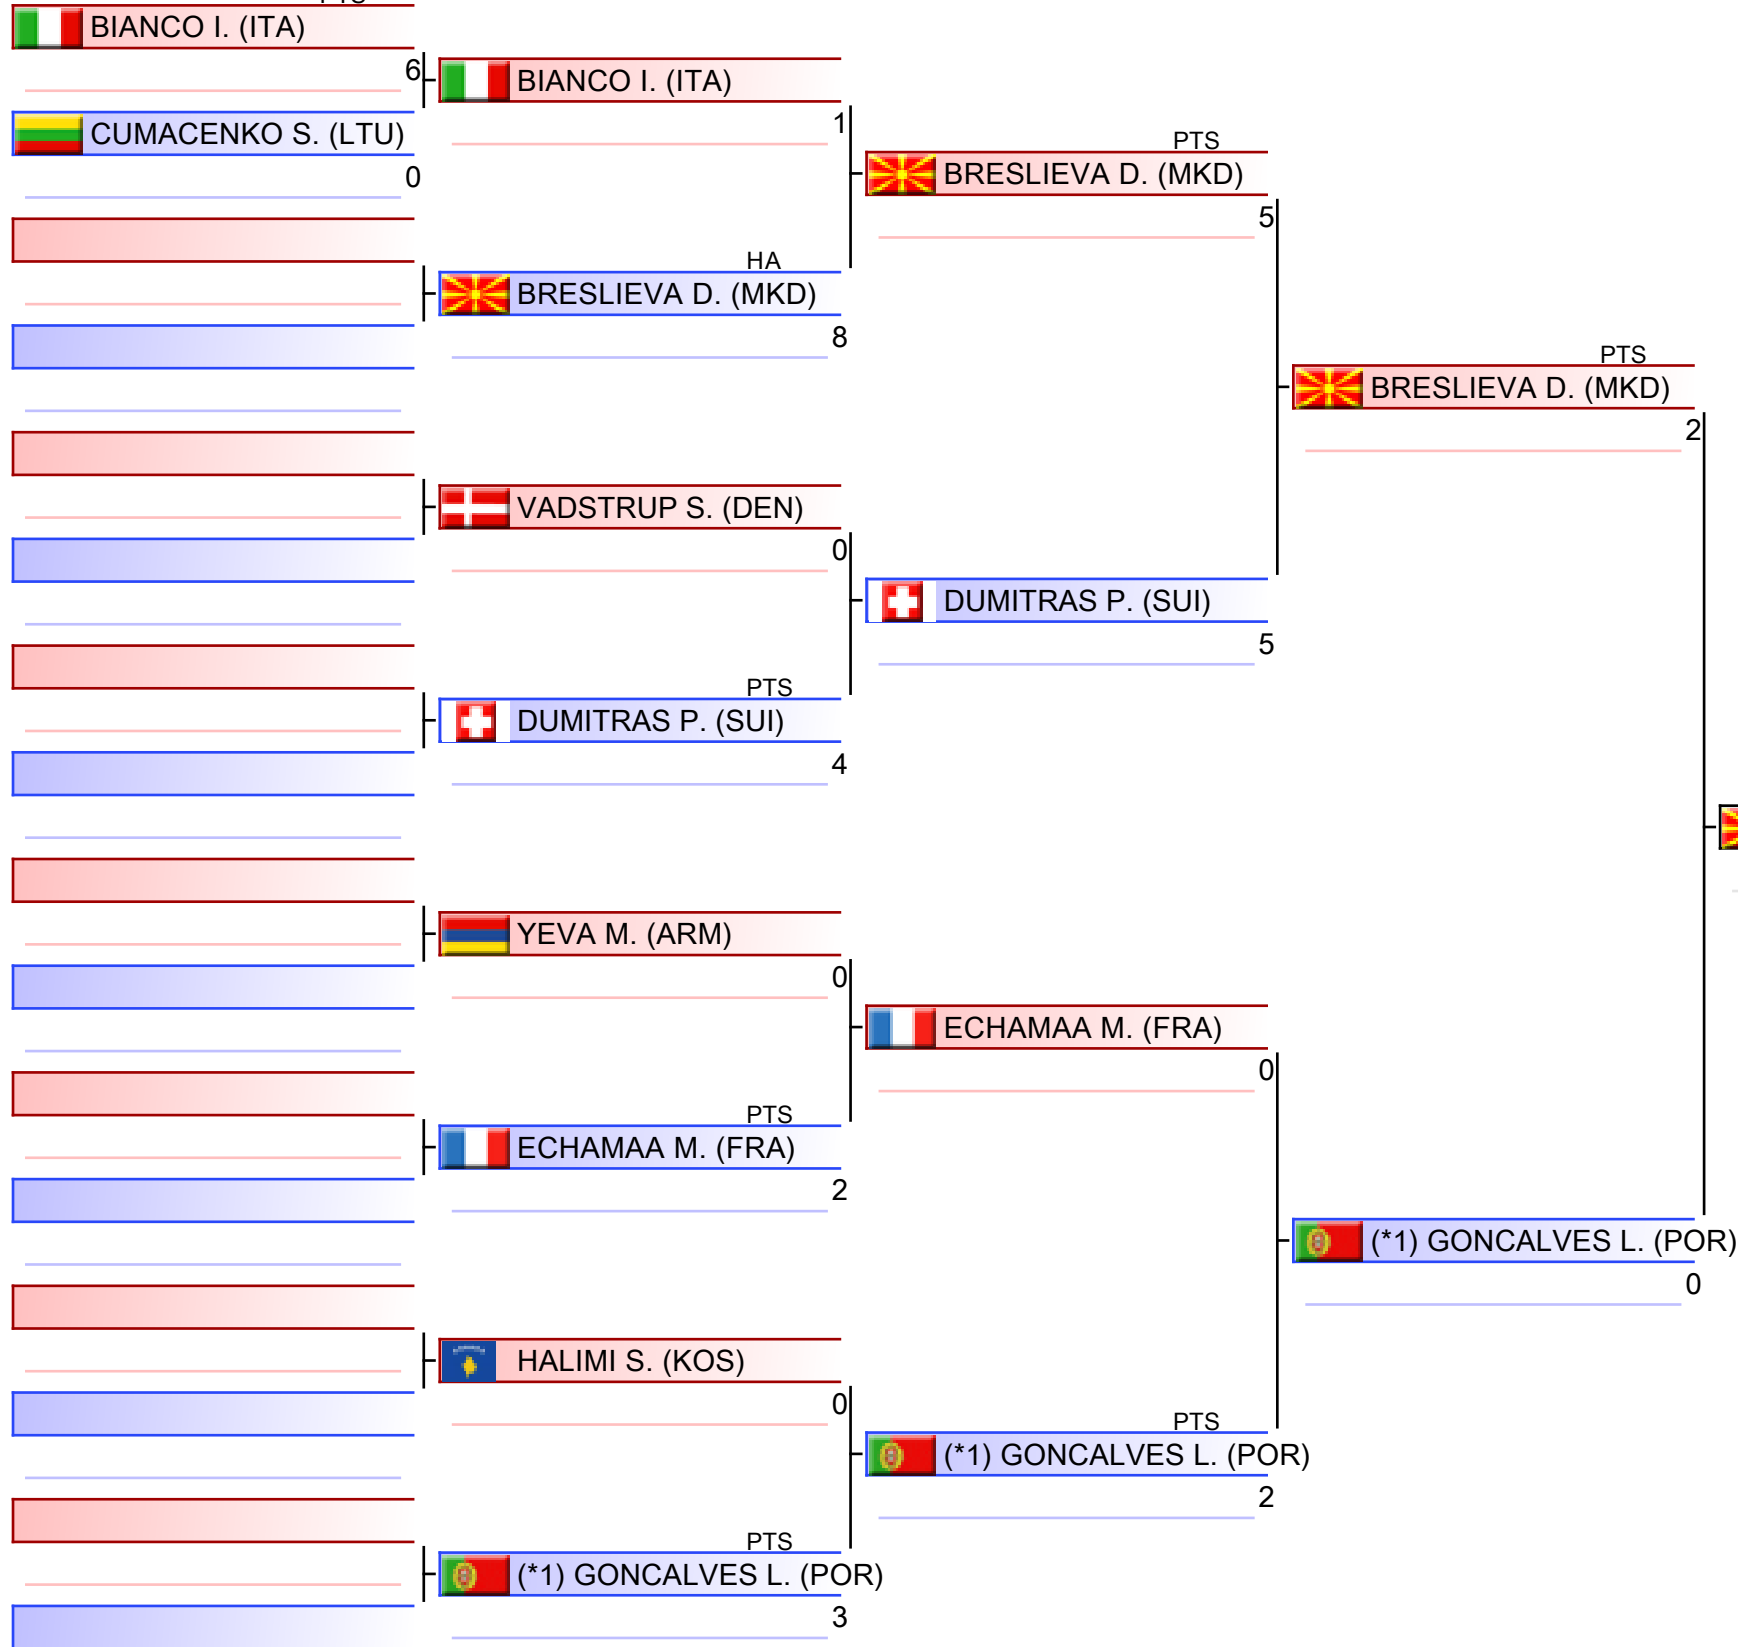 BIANCO I. (ITA)
6
BIANCO I. (ITA)
1
CUMACENKO S. (LTU)
0
PTS
BRESLIEVA D. (MKD)
5
HA
BRESLIEVA D. (MKD)
8
PTS
BRESLIEVA D. (MKD)
2
VADSTRUP S. (DEN)
0
DUMITRAS P. (SUI)
5
PTS
DUMITRAS P. (SUI)
4
YEVA M. (ARM)
0
ECHAMAA M. (FRA)
0
PTS
ECHAMAA M. (FRA)
2
(*1) GONCALVES L. (POR)
0
HALIMI S. (KOS)
0
PTS
(*1) GONCALVES L. (POR)
2
PTS
(*1) GONCALVES L. (POR)
3